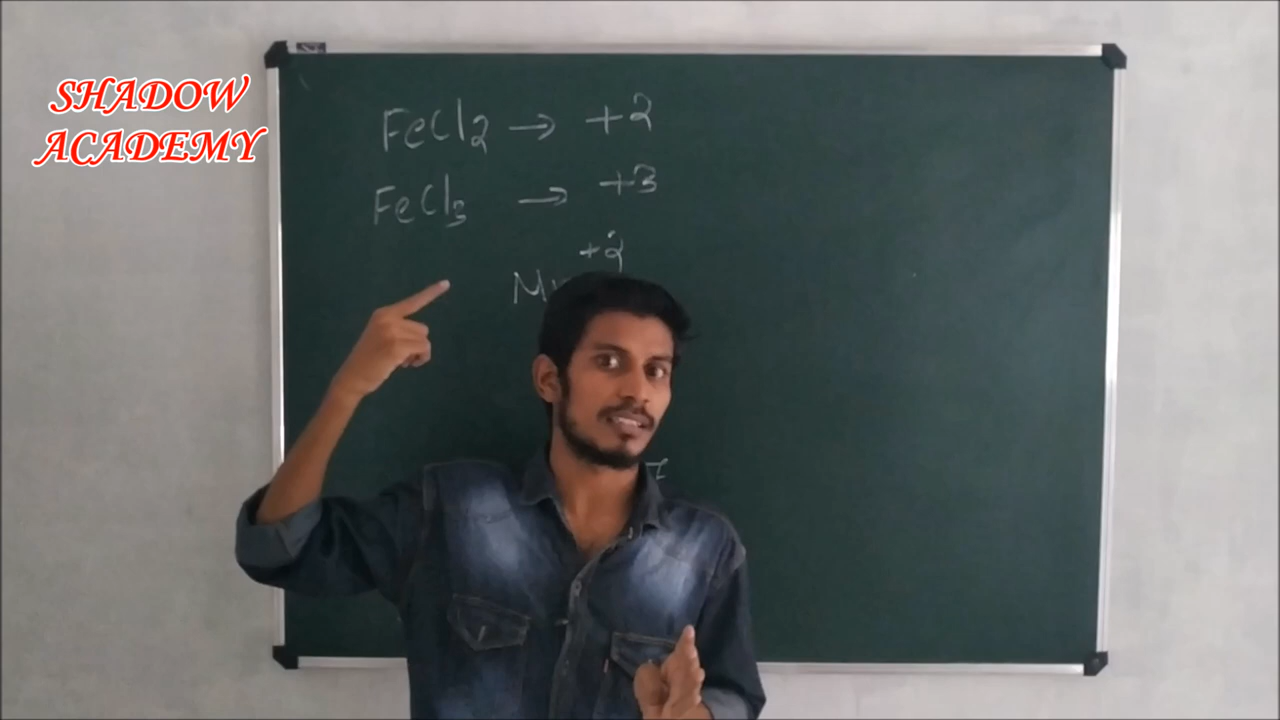 SHADOW
ACADEMY
FeCl2 → +2
FeCl3 → +3
+2